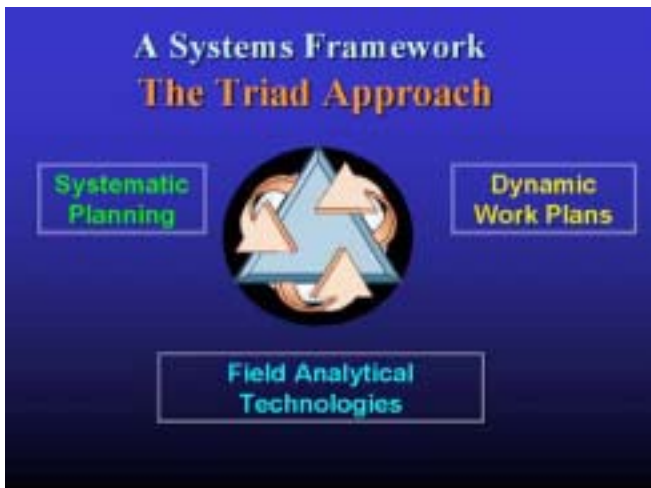 A Systems Framework
The Triad Approach
Systematic
Planning
Dynamic
Work Plans
Field Analytical
Technologies